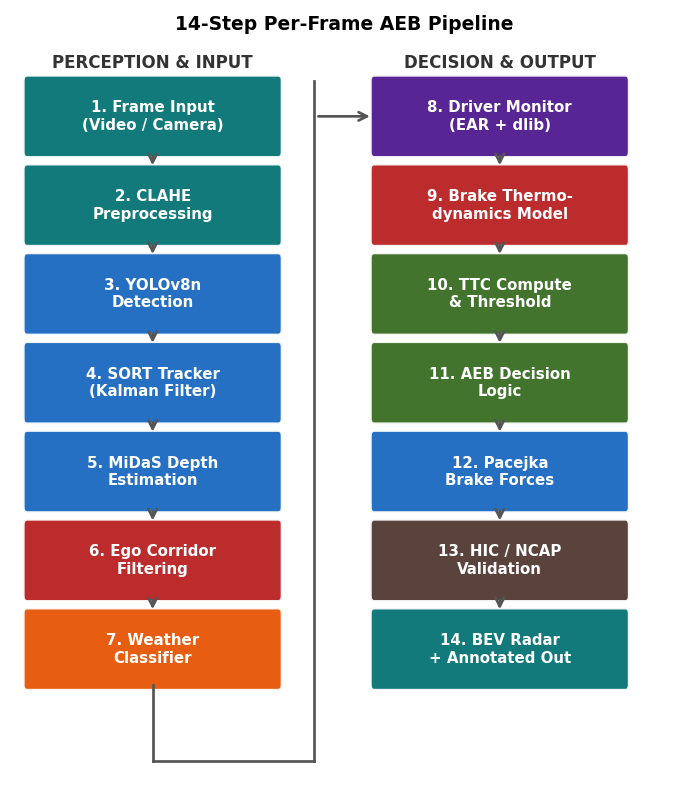 14-Step Per-Frame AEB Pipeline
PERCEPTION & INPUT
1. Frame Input
(Video / Camera)
2. CLAHE
Preprocessing
3. YOLOv8n
Detection
4. SORT Tracker
(Kalman Filter)
5. MiDaS Depth
Estimation
6. Ego Corridor
Filtering
7. Weather
Classifier
DECISION & OUTPUT
8. Driver Monitor
(EAR + dlib)
9. Brake Thermo-
dynamics Model
10. TTC Compute
& Threshold
11. AEB Decision
Logic
12. Pacejka
Brake Forces
13. HIC / NCAP
Validation
14. BEV Radar
+ Annotated Out